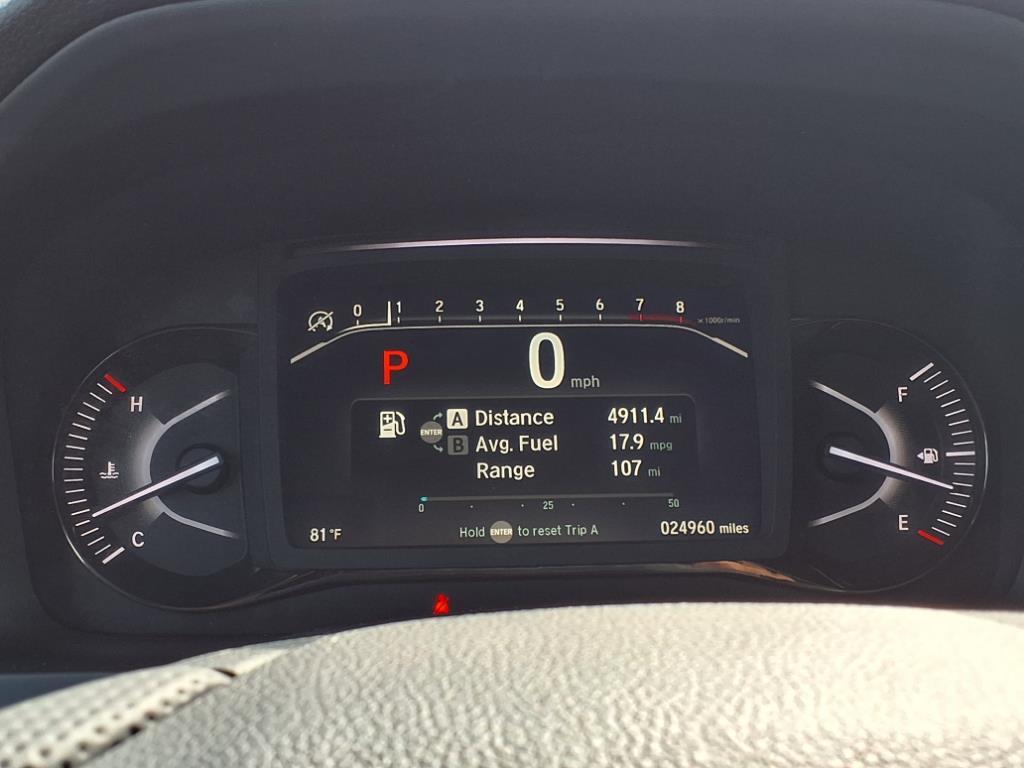 0 1 2 3 4 5 6 7 8 x1000r/min
P 0 mph
H
F
A Distance 4911.4 mi
ENTER
B Avg. Fuel 17.9 mpg
Range 107 mi
0 25 50
C
E
81°F
Hold ENTER to reset Trip A
024960 miles